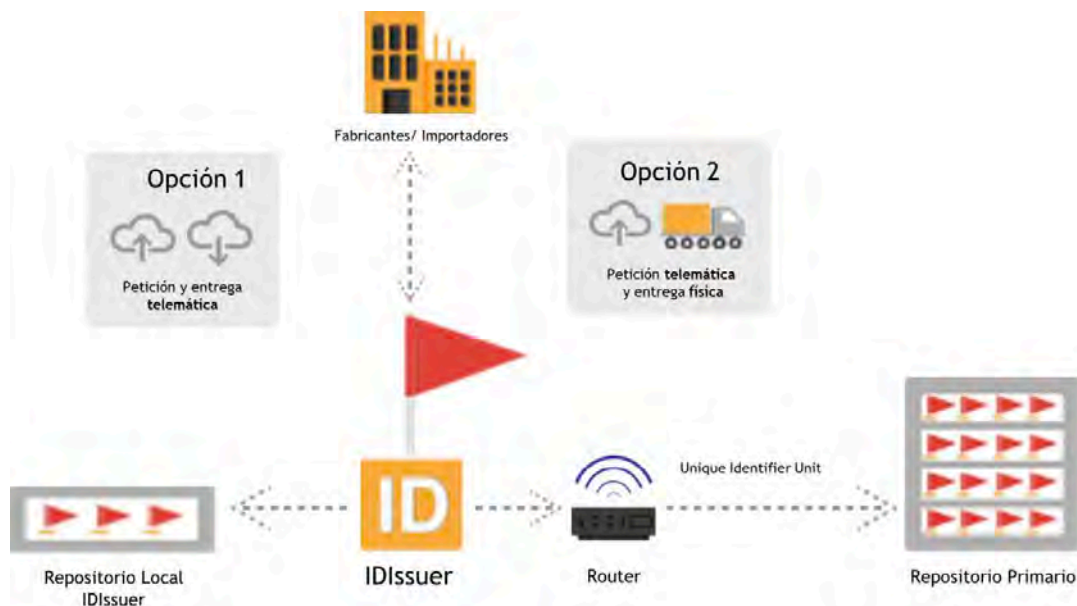 Fabricantes/ Importadores
Opción 1
Petición y entrega
telemática
Opción 2
Petición telemática
y entrega física
ID
IDIssuer
Unique Identifier Unit
Router
Repositorio Local
IDIssuer
Repositorio Primario